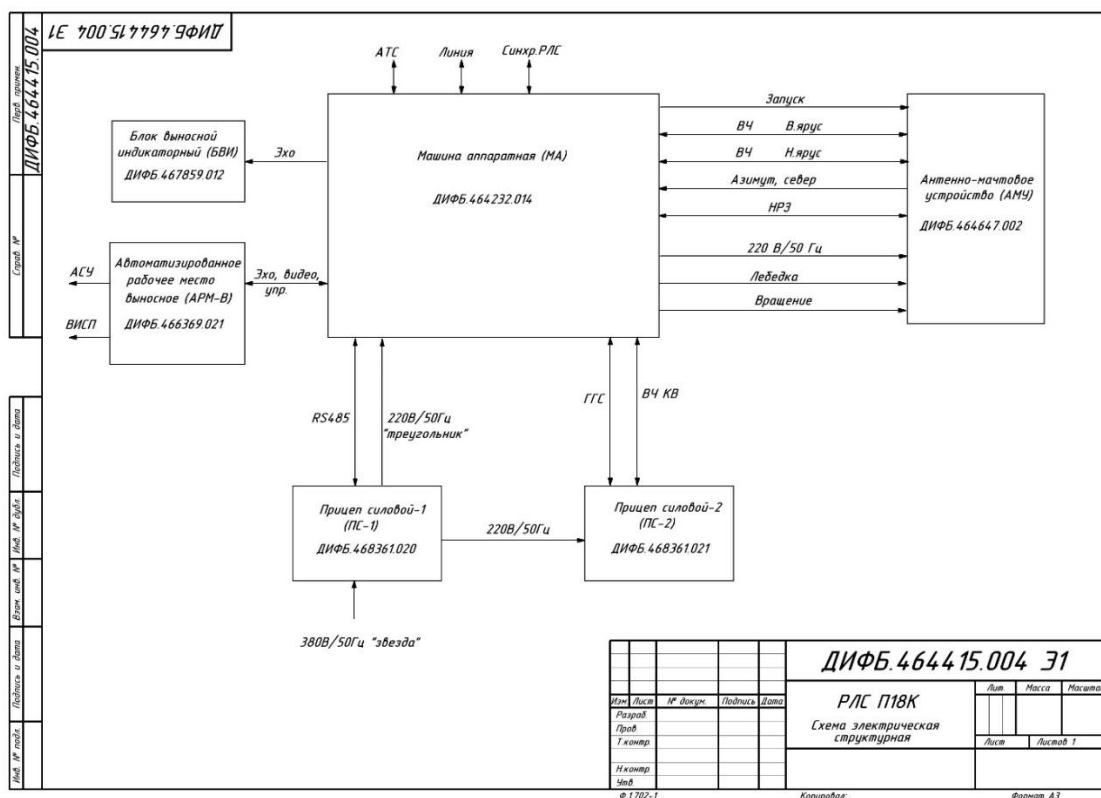 ДИФБ.464415.004 Э1
Перв. примен.
ДИФБ.464415.004
Справ. №
Подпись и дата
Инв. № дубл.
Взам. инв. №
Подпись и дата
Инв. № подл.
АТС
Линия
Синхр.РЛС
Блок выносной
индикаторный (БВИ)
ДИФБ.467859.012
Эхо
Машина аппаратная (МА)
ДИФБ.464232.014
Запуск
ВЧ В.ярус
ВЧ Н.ярус
Азимут, север
НРЗ
220 В/50 Гц
Лебедка
Вращение
Антенно-мачтовое
устройство (АМУ)
ДИФБ.464647.002
АСУ
ВИСП
Автоматизированное
рабочее место
выносное (АРМ-В)
ДИФБ.466369.021
Эхо, видео,
упр.
RS485
220В/50Гц
"треугольник"
ГГС
ВЧ КВ
Прицеп силовой-1
(ПС-1)
ДИФБ.468361.020
220В/50Гц
Прицеп силовой-2
(ПС-2)
ДИФБ.468361.021
380В/50Гц "звезда"
ДИФБ.464415.004 Э1
Изм Лист № докум. Подпись Дата
Разраб.
Пров
Т.контр.
Н.контр.
Утв.
РЛС П18К
Схема электрическая
структурная
Лит. Масса Масштаб
Лист Листов 1
Ф 1.702-1 Копировал: Формат А3